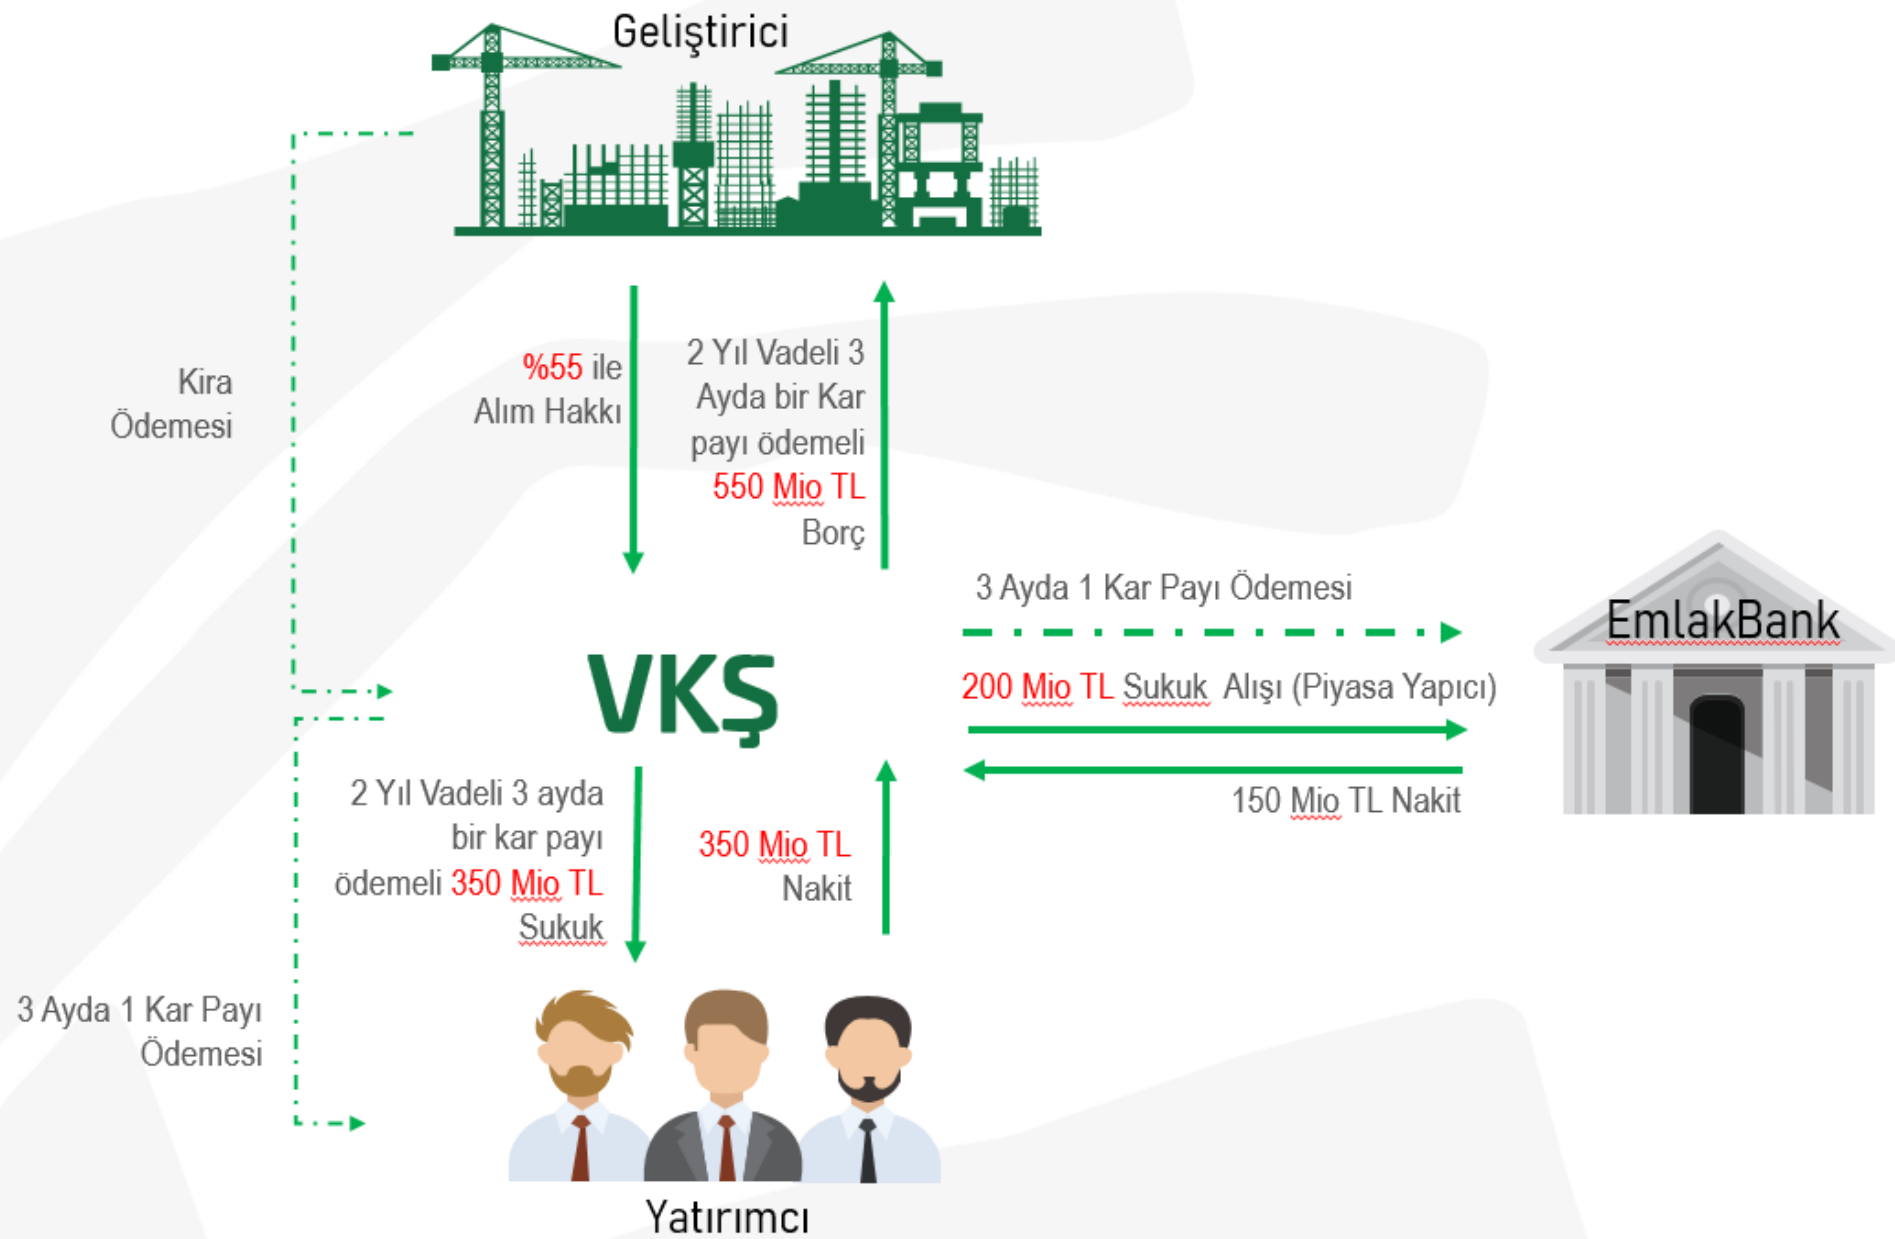 Geliştirici
Kira
Ödemesi
%55 ile
Alım Hakkı
2 Yıl Vadeli 3
Ayda bir Kar
payı ödemeli
550 Mio TL
Borç
3 Ayda 1 Kar Payı Ödemesi
EmlakBank
VKŞ
200 Mio TL Sukuk Alışı (Piyasa Yapıcı)
150 Mio TL Nakit
2 Yıl Vadeli 3 ayda
bir kar payı
ödemeli 350 Mio TL
Sukuk
350 Mio TL
Nakit
3 Ayda 1 Kar Payı
Ödemesi
Yatırımcı